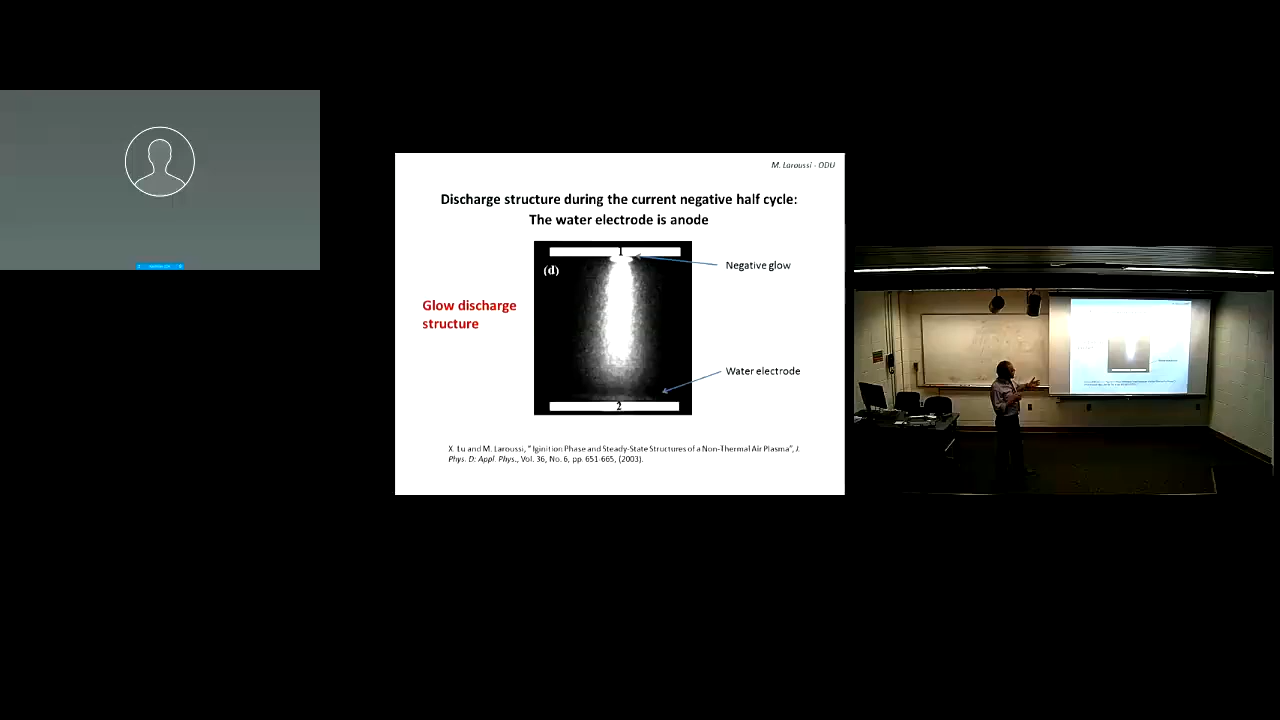 M. Laroussi - ODU
Discharge structure during the current negative half cycle:
The water electrode is anode
1
(d)
Negative glow
Glow discharge
structure
Water electrode
2
X. Lu and M. Laroussi, " Iginition Phase and Steady-State Structures of a Non-Thermal Air Plasma", J.
Phys. D: Appl. Phys., Vol. 36, No. 6, pp. 651-665, (2003).